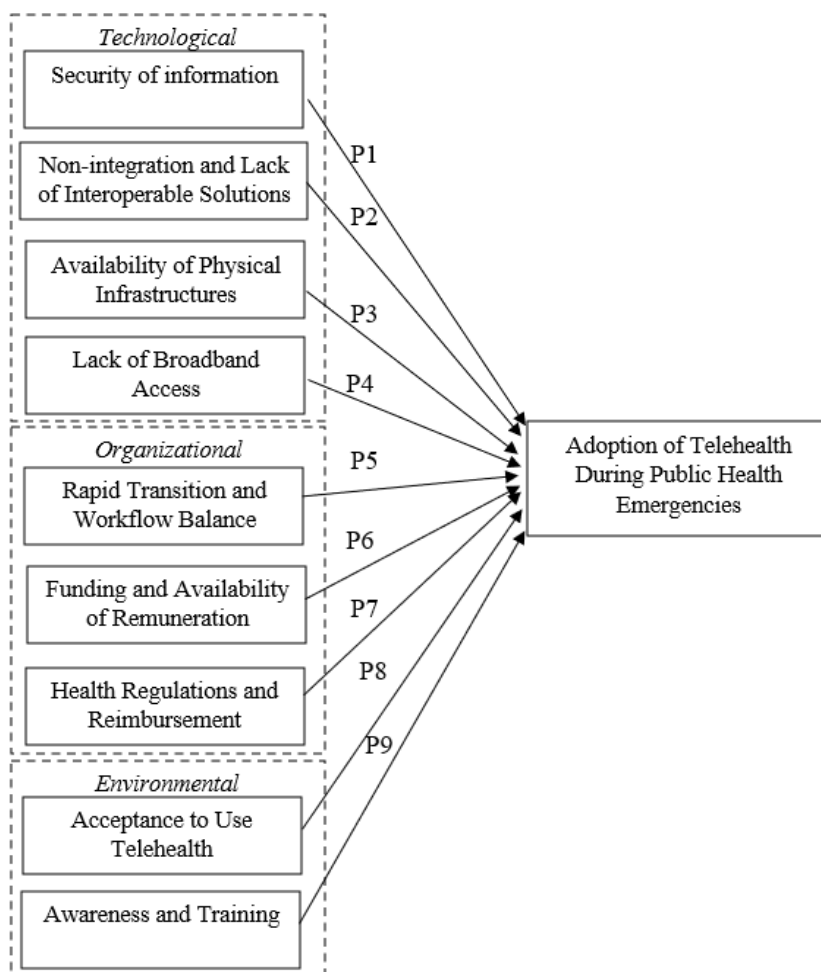 Technological
Security of information
Non-integration and Lack
of Interoperable Solutions
Availability of Physical
Infrastructures
Lack of Broadband
Access
Organizational
Rapid Transition and
Workflow Balance
Funding and Availability
of Remuneration
Health Regulations and
Reimbursement
Environmental
Acceptance to Use
Telehealth
Awareness and Training
P1
P2
P3
P4
P5
P6
P7
P8
P9
Adoption of Telehealth
During Public Health
Emergencies